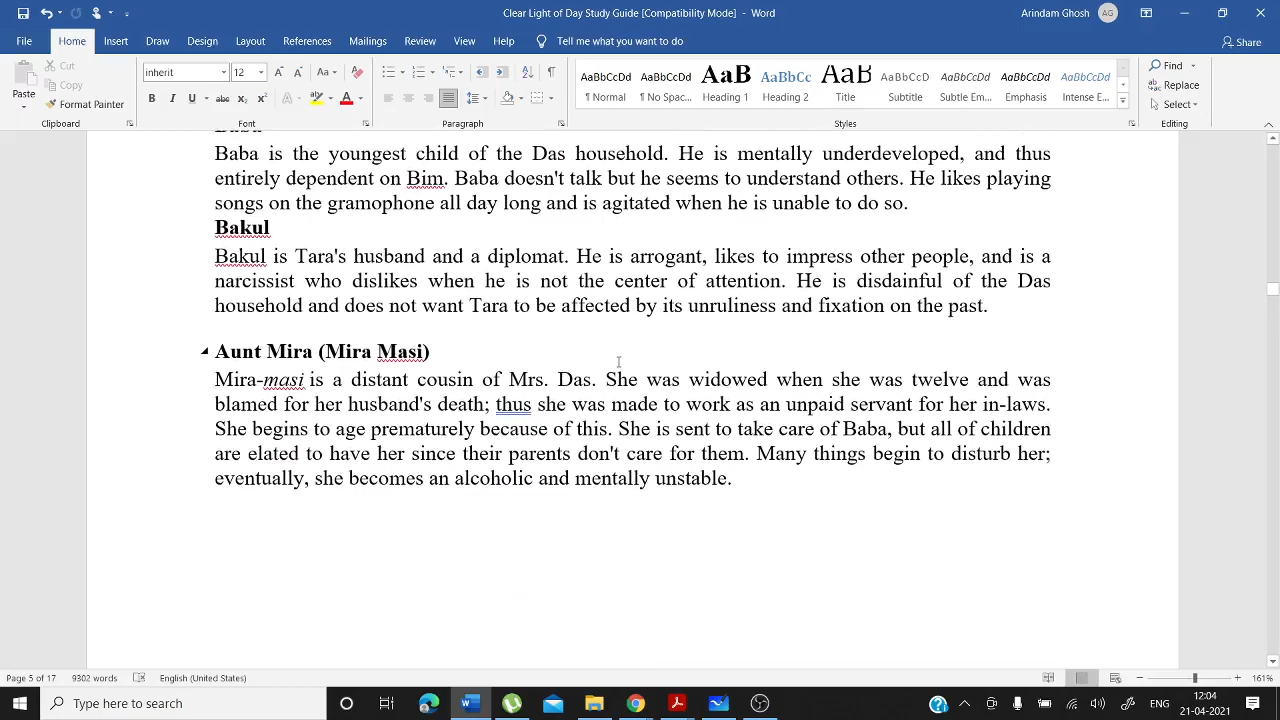 Clear Light of Day Study Guide [Compatibility Mode] - Word
Arindam Ghosh AG
File Home Insert Draw Design Layout References Mailings Review View Help Tell me what you want to do Share
Cut
Copy
Format Painter
Paste
Clipboard
inherit 12
Font
Paragraph
AaBbCcDd AaBbCcDd AaB AaBbCc AaB AaBbCcD AaBbCcDd AaBbCcDd AaBbCcDd
¶ Normal ¶ No Spac... Heading 1 Heading 2 Title Subtitle Subtle Em... Emphasis Intense E...
Styles
Find
Replace
Select
Editing
Baba
Baba is the youngest child of the Das household. He is mentally underdeveloped, and thus
entirely dependent on Bim. Baba doesn't talk but he seems to understand others. He likes playing
songs on the gramophone all day long and is agitated when he is unable to do so.
Bakul
Bakul is Tara's husband and a diplomat. He is arrogant, likes to impress other people, and is a
narcissist who dislikes when he is not the center of attention. He is disdainful of the Das
household and does not want Tara to be affected by its unruliness and fixation on the past.
Aunt Mira (Mira Masi)
Mira-masi is a distant cousin of Mrs. Das. She was widowed when she was twelve and was
blamed for her husband's death; thus she was made to work as an unpaid servant for her in-laws.
She begins to age prematurely because of this. She is sent to take care of Baba, but all of children
are elated to have her since their parents don't care for them. Many things begin to disturb her;
eventually, she becomes an alcoholic and mentally unstable.
Page 5 of 17 9302 words English (United States) 161%
Type here to search
ENG
12:04
21-04-2021